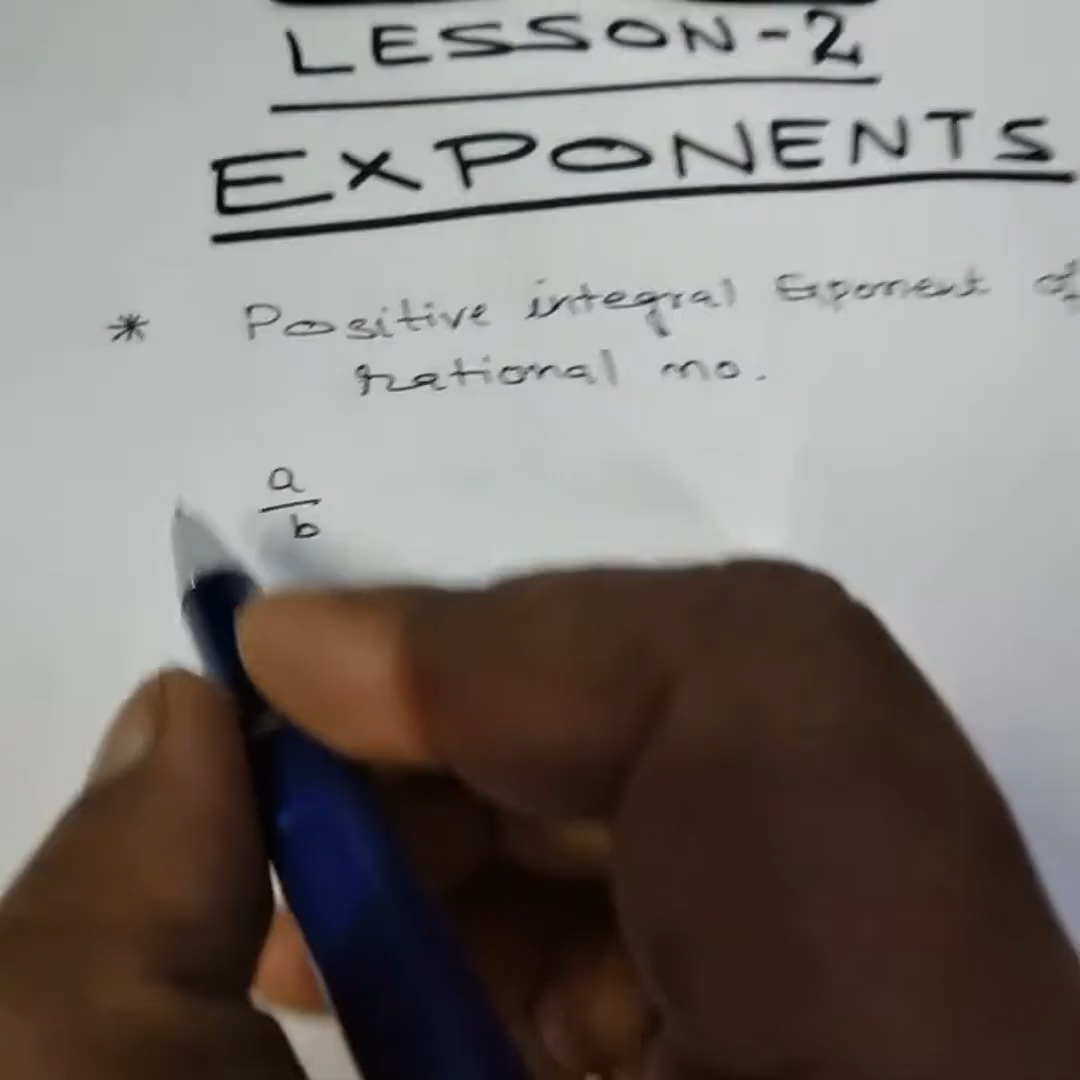 LESSON-2
EXPONENTS
* Positive integral Exponent of
rational no.
a
b